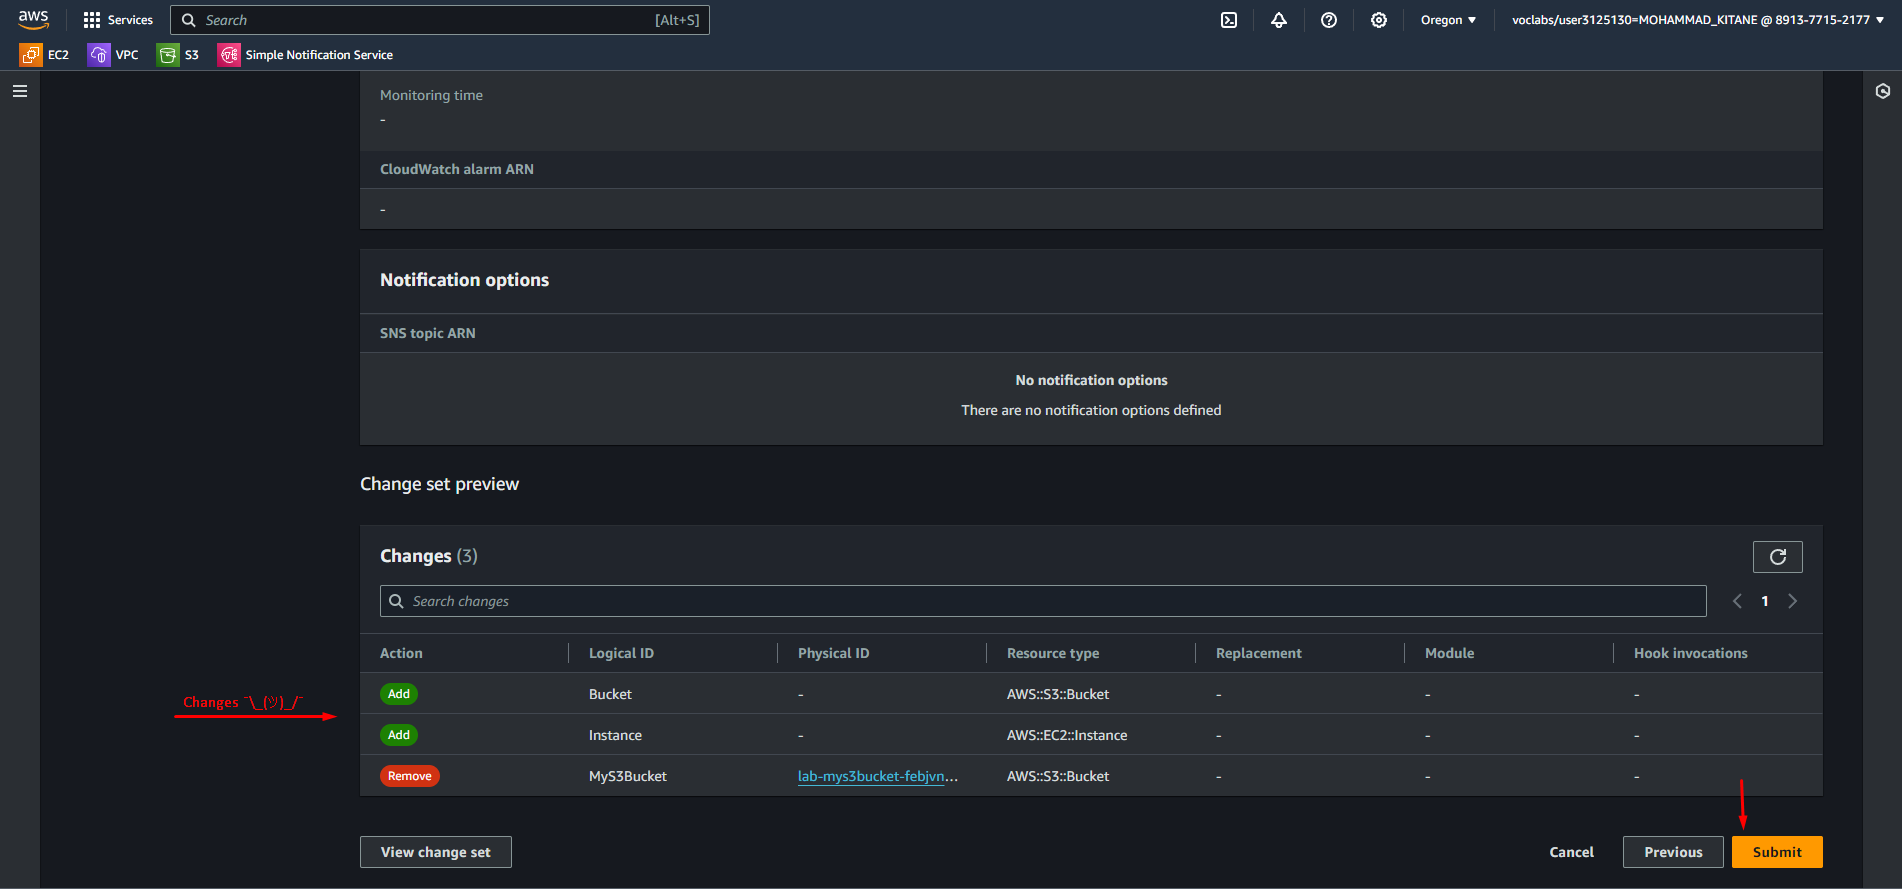 aws Services Search [Alt+S] Oregon voclabs/user3125130=MOHAMMAD_KITANE @ 8913-7715-2177
EC2 VPC S3 Simple Notification Service
Monitoring time
-
CloudWatch alarm ARN
-
Notification options
SNS topic ARN
No notification options
There are no notification options defined
Change set preview
Changes (3)
Search changes 1
Action Logical ID Physical ID Resource type Replacement Module Hook invocations
Add Bucket - AWS::S3::Bucket - - -
Changes ¯\_(ツ)_/¯
Add Instance - AWS::EC2::Instance - - -
Remove MyS3Bucket lab-mys3bucket-febjvn... AWS::S3::Bucket - - -
View change set Cancel Previous Submit